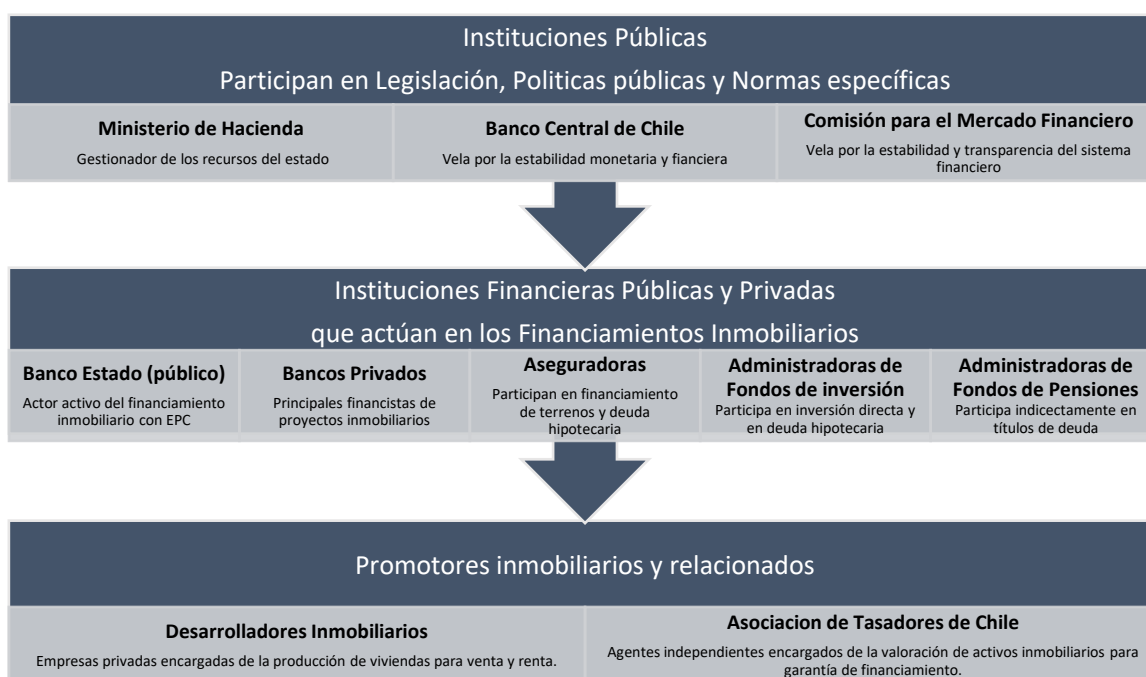 Instituciones Públicas
Participan en Legislación, Politicas públicas y Normas específicas
Ministerio de Hacienda
Gestionador de los recursos del estado
Banco Central de Chile
Vela por la estabilidad monetaria y fianciera
Comisión para el Mercado Financiero
Vela por la estabilidad y transparencia del sistema
financiero
Instituciones Financieras Públicas y Privadas
que actúan en los Financiamientos Inmobiliarios
Banco Estado (público)
Actor activo del financiamiento
inmobiliario con EPC
Bancos Privados
Principales financistas de
proyectos inmobiliarios
Aseguradoras
Participan en financiamiento
de terrenos y deuda
hipotecaria
Administradoras de
Fondos de inversión
Participa en inversión directa y
en deuda hipotecaria
Administradoras de
Fondos de Pensiones
Participa indicectamente en
títulos de deuda
Promotores inmobiliarios y relacionados
Desarrolladores Inmobiliarios
Empresas privadas encargadas de la producción de viviendas para venta y renta.
Asociacion de Tasadores de Chile
Agentes independientes encargados de la valoración de activos inmobiliarios para
garantía de financiamiento.